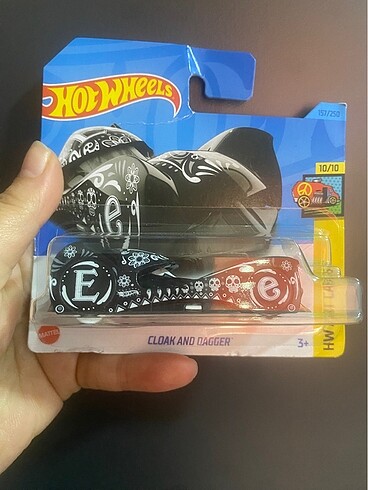 HOT WHEELS
157/250
10/10
e
E
e
MATTEL
CLOAK AND DAGGER
3+
HW ART CARS